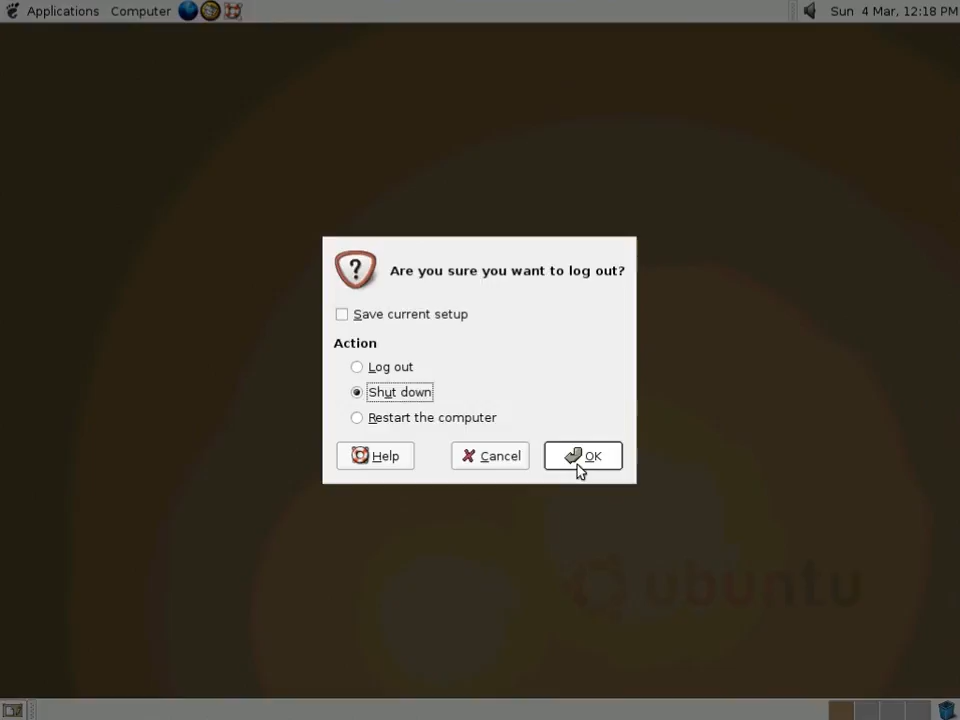 Applications Computer Sun 4 Mar, 12:18 PM
Are you sure you want to log out?
Save current setup
Action
Log out
Shut down
Restart the computer
Help Cancel OK
ubuntu